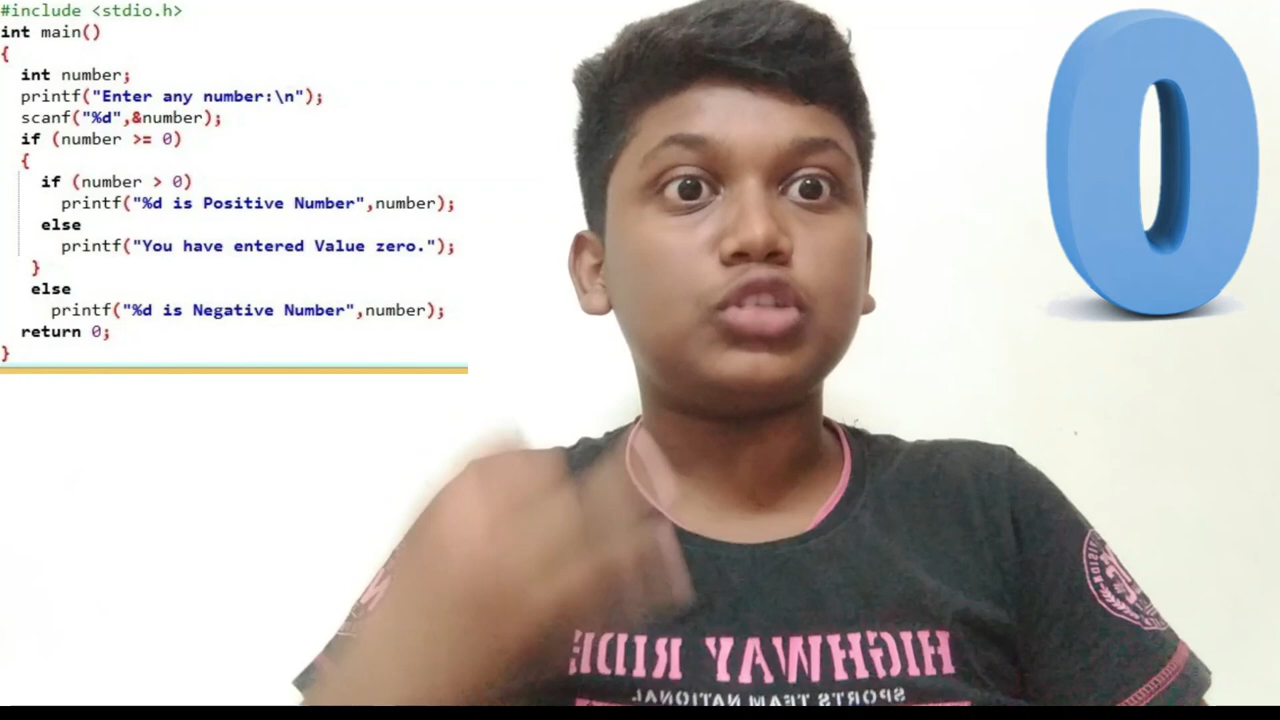 #include <stdio.h>
int main()
{
int number;
printf("Enter any number:\n");
scanf("%d",&number);
if (number >= 0)
{
if (number > 0)
printf("%d is Positive Number",number);
else
printf("You have entered Value zero.");
}
else
printf("%d is Negative Number",number);
return 0;
}
0
HIGHWAY RIDE
SPORTS TEAM NATIONAL